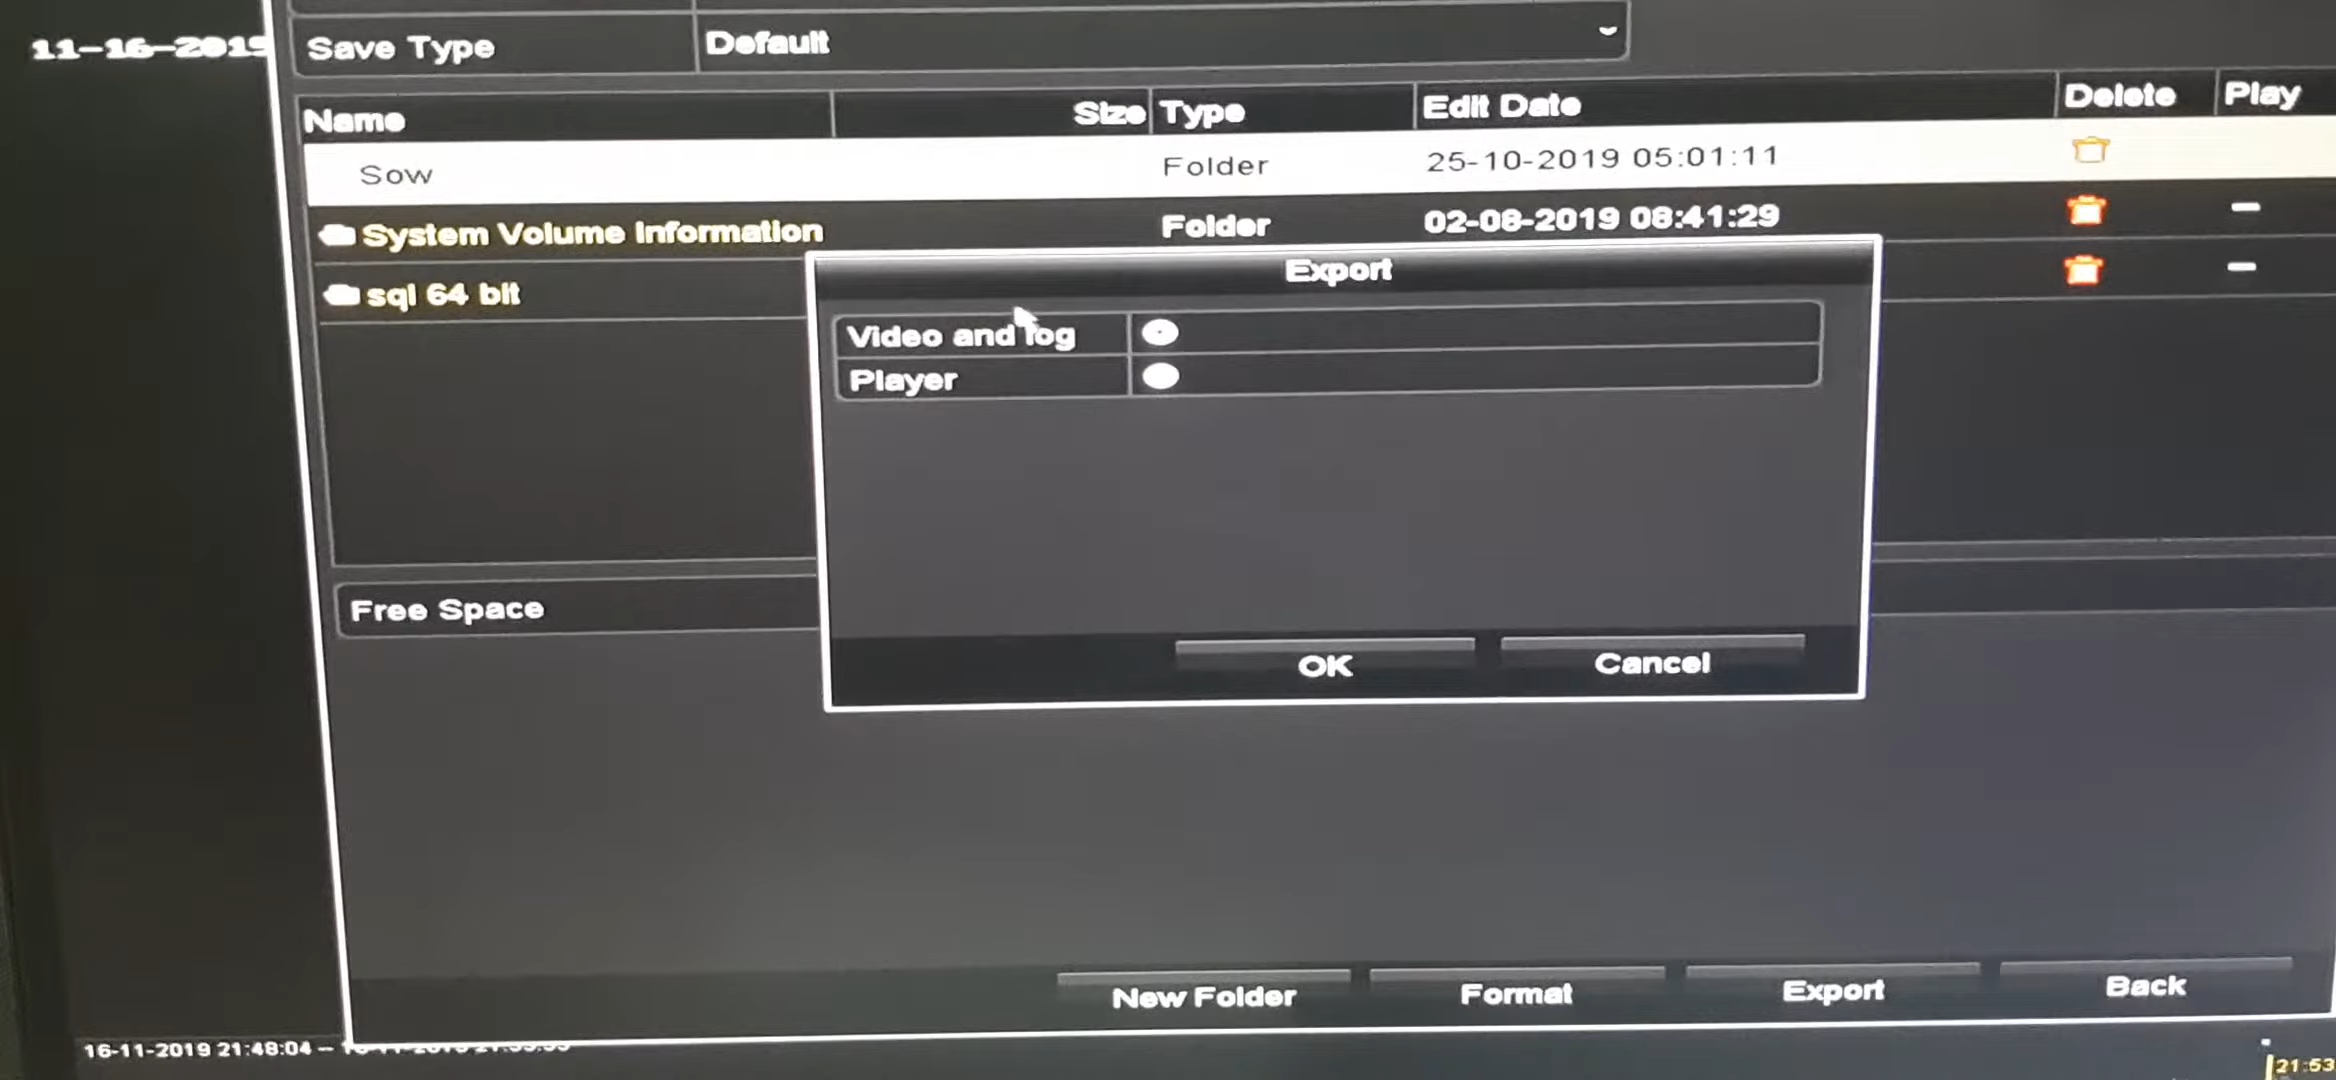 11-16-2019
Save Type Default
Name Size Type Edit Date Delete Play
Sow Folder 25-10-2019 05:01:11
System Volume Information Folder 02-08-2019 08:41:29
sql 64 bit
Export
Video and log
Player
OK Cancel
Free Space
New Folder Format Export Back
16-11-2019 21:48:04 --
21:53